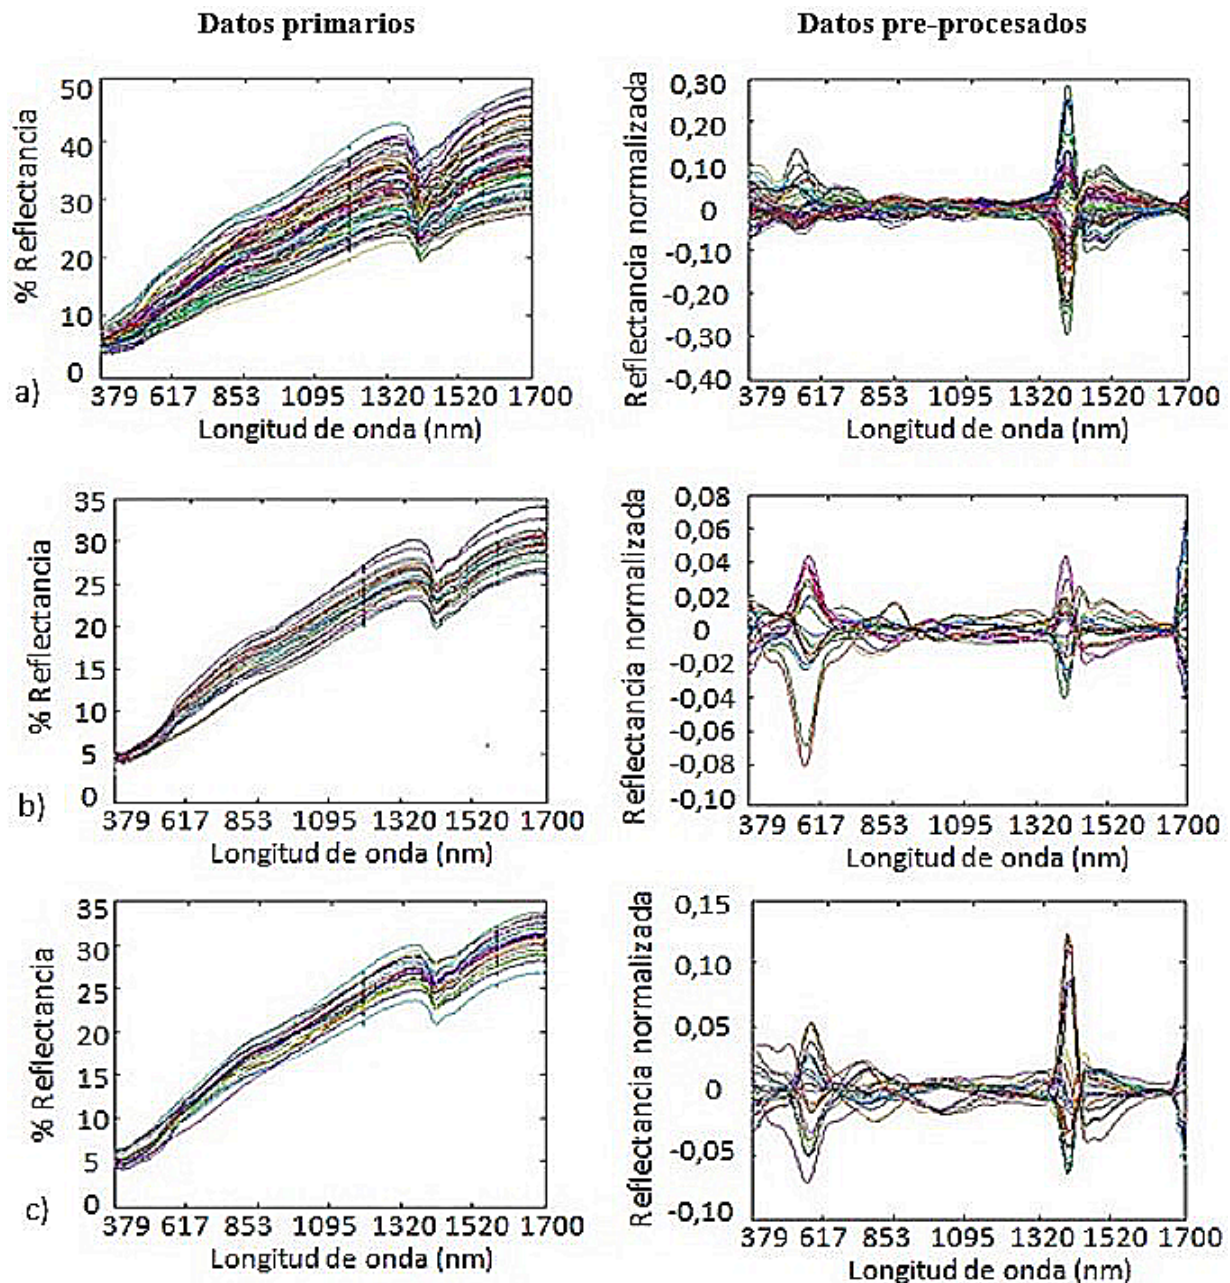 Datos primarios
Datos pre-procesados
% Reflectancia
50
40
30
20
10
0
379 617 853 1095 1320 1520 1700
Longitud de onda (nm)
a)
Reflectancia normalizada
0,30
0,20
0,10
0
-0,10
-0,20
-0,30
-0,40
379 617 853 1095 1320 1520 1700
Longitud de onda (nm)
% Reflectancia
35
30
25
20
15
10
5
0
379 617 853 1095 1320 1520 1700
Longitud de onda (nm)
b)
Reflectancia normalizada
0,08
0,06
0,04
0,02
0
-0,02
-0,04
-0,06
-0,08
-0,10
379 617 853 1095 1320 1520 1700
Longitud de onda (nm)
% Reflectancia
35
30
25
20
15
10
5
0
379 617 853 1095 1320 1520 1700
Longitud de onda (nm)
c)
Reflectancia normalizada
0,15
0,10
0,05
0
-0,05
-0,10
379 617 853 1095 1320 1520 1700
Longitud de onda (nm)